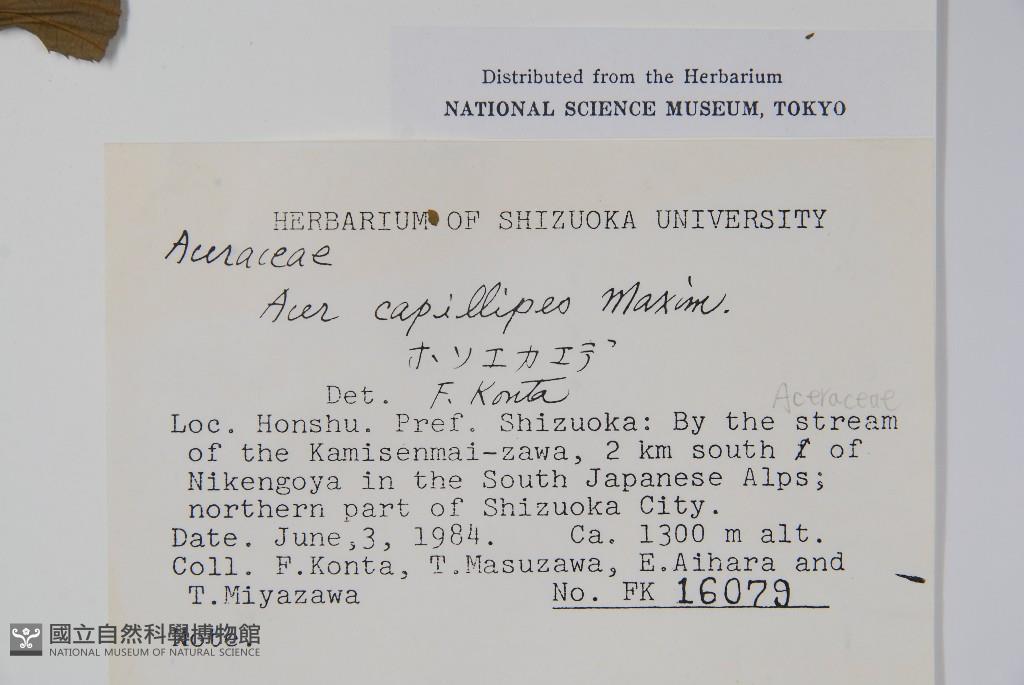 Distributed from the Herbarium
NATIONAL SCIENCE MUSEUM, TOKYO
HERBARIUM OF SHIZUOKA UNIVERSITY
Aceraceae
Acer capillipes Maxim.
ホソエカエデ
Det. F. Konta
Aceraceae
Loc. Honshu. Pref. Shizuoka: By the stream
of the Kamisenmai-zawa, 2 km south of
Nikengoya in the South Japanese Alps;
northern part of Shizuoka City.
Date. June,3, 1984. Ca. 1300 m alt.
Coll. F.Konta, T.Masuzawa, E.Aihara and
T.Miyazawa No. FK 16079
Note.
國立自然科學博物館
NATIONAL MUSEUM OF NATURAL SCIENCE